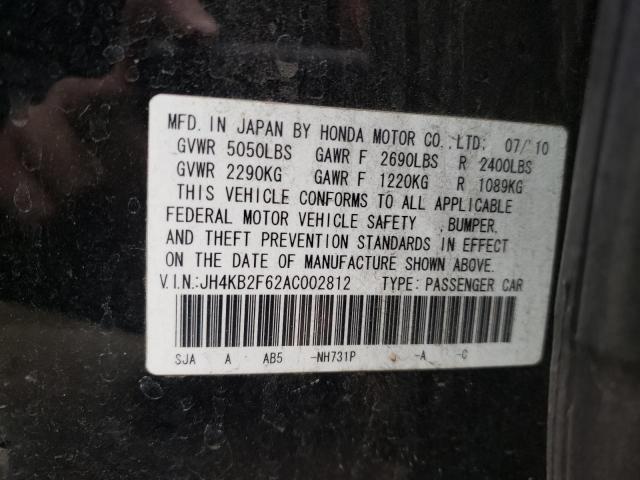 MFD. IN JAPAN BY HONDA MOTOR CO.,LTD. 07/10
GVWR 5050LBS GAWR F 2690LBS R 2400LBS
GVWR 2290KG GAWR F 1220KG R 1089KG
THIS VEHICLE CONFORMS TO ALL APPLICABLE
FEDERAL MOTOR VEHICLE SAFETY ,BUMPER,
AND THEFT PREVENTION STANDARDS IN EFFECT
ON THE DATE OF MANUFACTURE SHOWN ABOVE.
V.I.N.:JH4KB2F62AC002812 TYPE: PASSENGER CAR
SJA A AB5 -NH731P -A -C